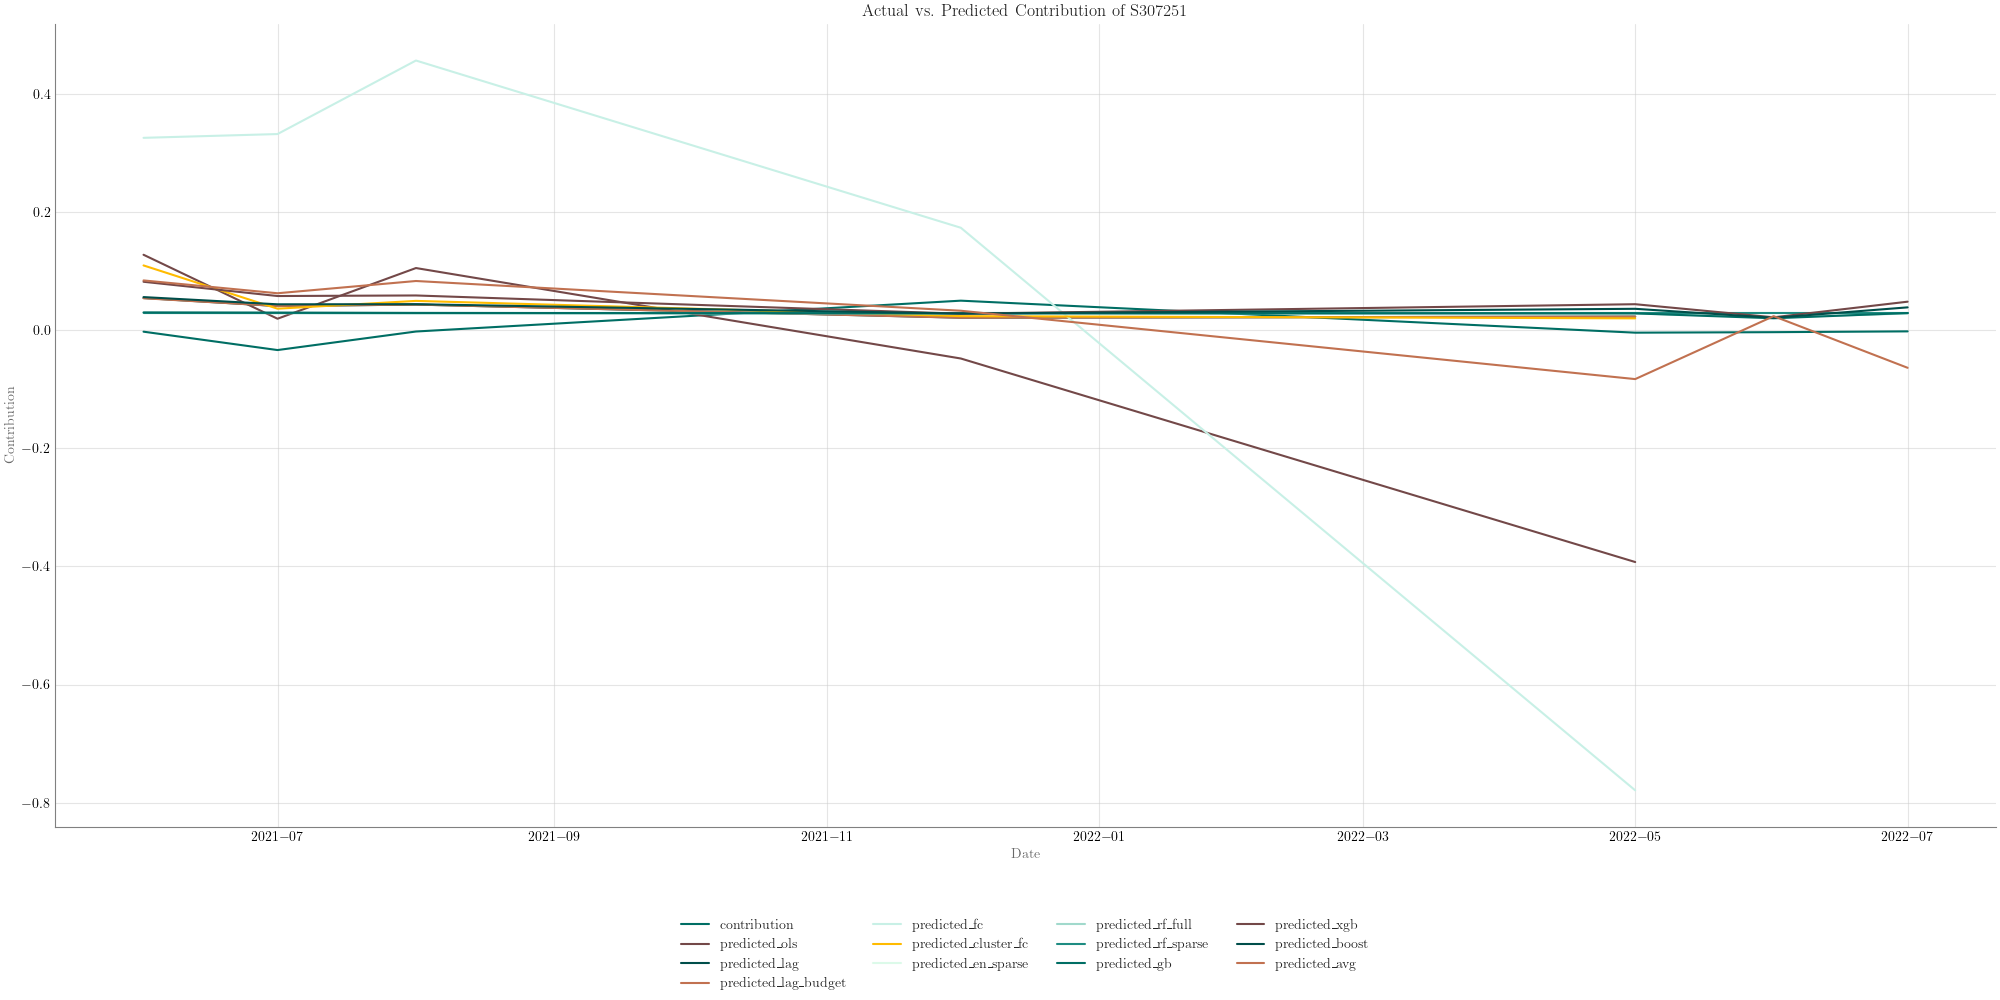 Actual vs. Predicted Contribution of S307251
Contribution
0.4
0.2
0.0
−0.2
−0.4
−0.6
−0.8
2021−07 2021−09 2021−11 2022−01 2022−03 2022−05 2022−07
Date
contribution predicted_fc predicted_rf_full predicted_xgb
predicted_ols predicted_cluster_fc predicted_rf_sparse predicted_boost
predicted_lag predicted_en_sparse predicted_gb predicted_avg
predicted_lag_budget